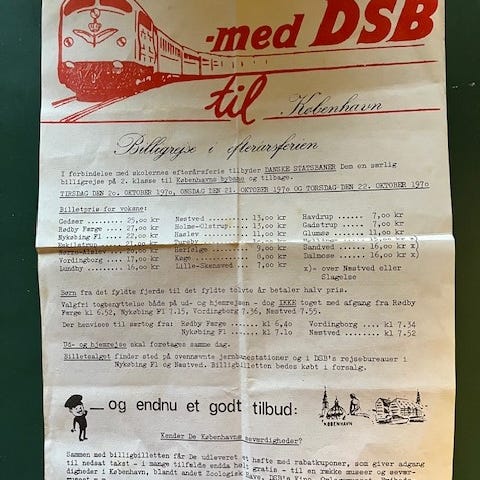 -med DSB
til København
Billigrejse i efterårsferien
I forbindelse med skolernes efterårsferie tilbyder DANSKE STATSBANER Dem en særlig
billigrejse på 2. klasse til Københavns bybane og tilbage.
TIRSDAG DEN 20. OKTOBER 1970, ONSDAG DEN 21. OKTOBER 1970 OG TORSDAG DEN 22. OKTOBER 1970
Billetpris for voksne:
Gedser ........ 25,00 kr Næstved ....... 13,00 kr Havdrup ....... 7,00 kr
Rødby Færge ... 27,00 kr Holme-Olstrup.. 13,00 kr Gadstrup ...... 7,00 kr
Nykøbing Fl ... 22,00 kr Haslev ........ kr Glumsø ........ 11,00 kr
kr kr kr
Vordingborg ... 17,00 kr Køge .......... 8,00 kr Sandved ....... 16,00 kr x)
Lundby ........ 16,00 kr Lille-Skensved. 7,00 kr Dalmose ....... 16,00 kr x)
x)- over Næstved eller
Slagelse
Børn fra det fyldte fjerde til det fyldte tolvte år betaler halv pris.
Valgfri togbenyttelse både på ud- og hjemrejsen - dog IKKE toget med afgang fra Rødby
Færge kl 6.52, Nykøbing Fl 7.15, Vordingborg 7.36, Næstved 7.55.
Der henvises til særtog fra: Rødby Færge kl 6.40 Vordingborg .... kl 7.34
Nykøbing Fl kl 7.10 Næstved ........ kl 7.52
Ud- og hjemrejse skal foretages samme dag.
Billetsalget finder sted på ovennævnte jernbanestationer og i DSB's rejsebureauer i
Nykøbing Fl og Næstved. Billigbilletten bedes købt i forsalg.
og endnu et godt tilbud:
KØBENHAVN
Kender De Københavns seværdigheder?
Sammen med billigbilletten får De udleveret et hæfte med rabatkuponer, som giver adgang
til nedsat takst - i mange tilfælde endda helt gratis - til en række museer og sevær-
digheder i København, blandt andet Zoologisk Have, DSB's Kino,